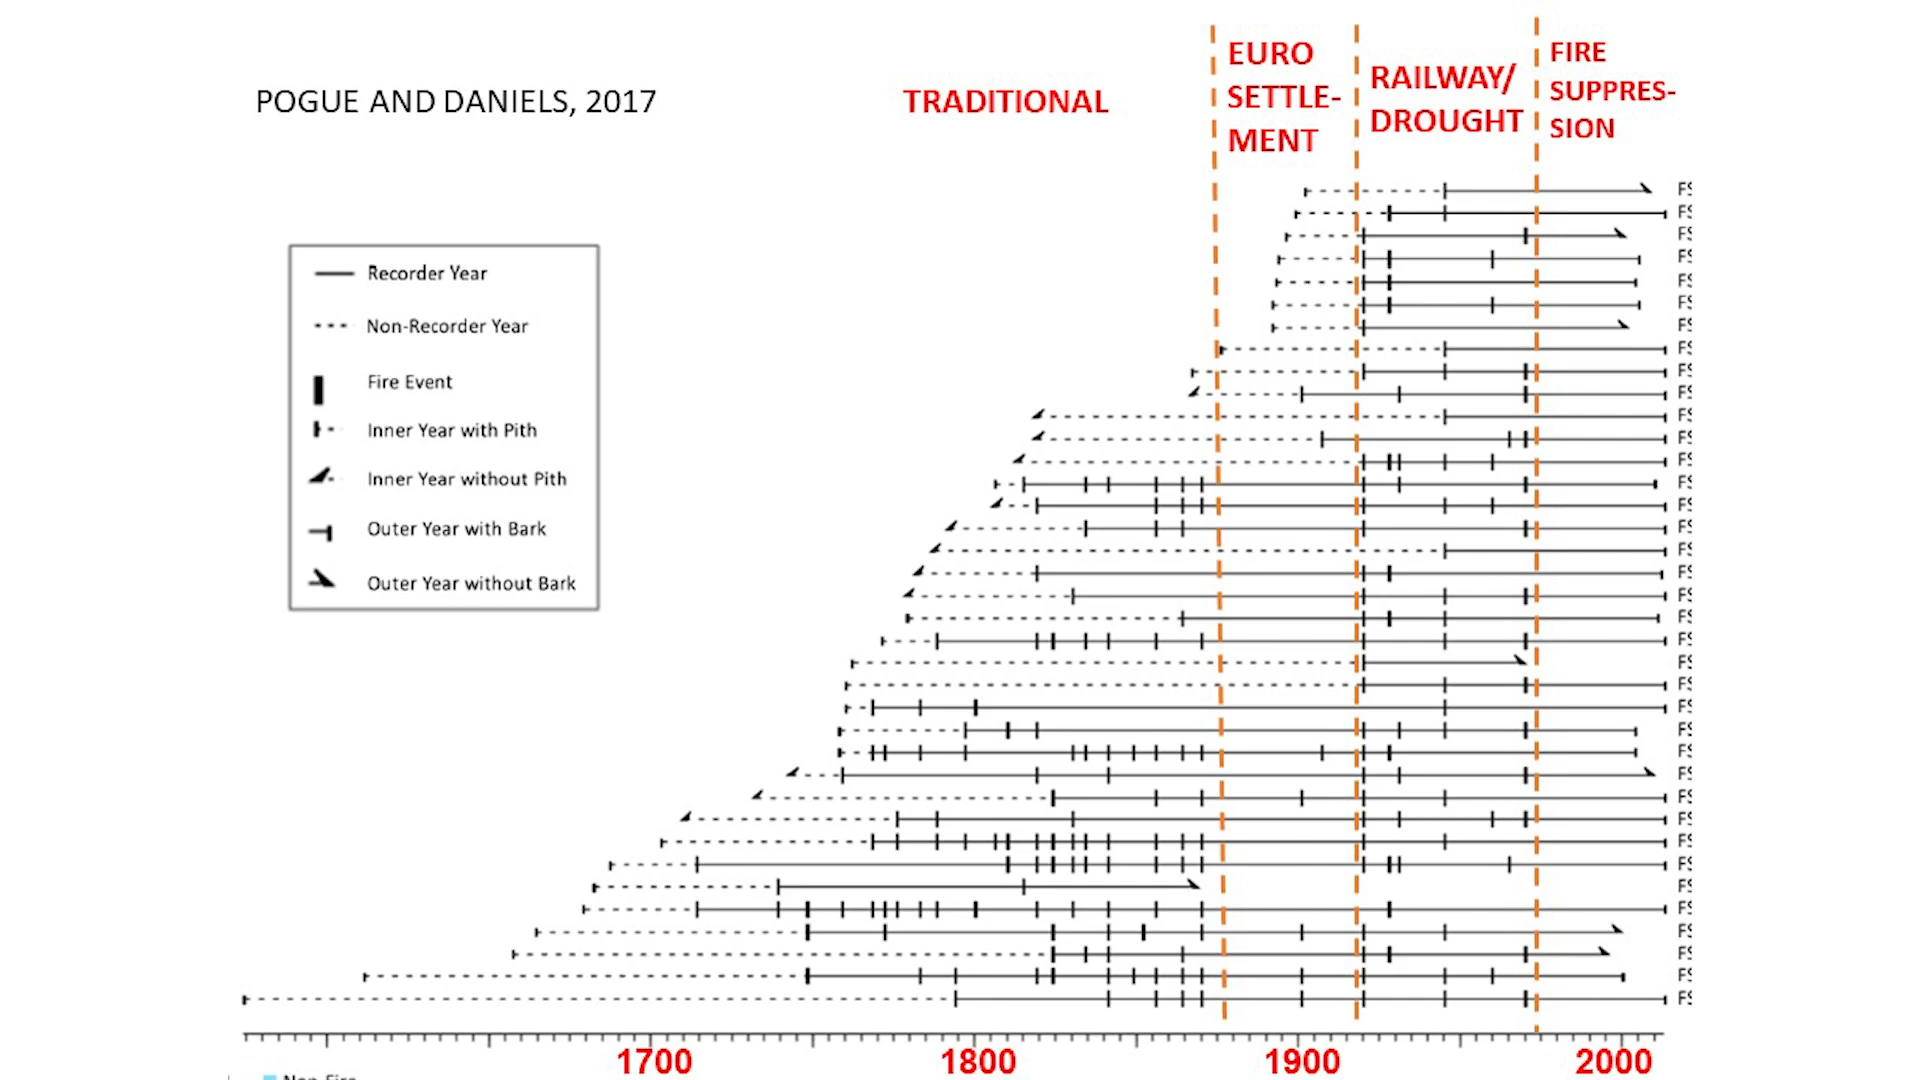 POGUE AND DANIELS, 2017
TRADITIONAL
EURO
SETTLE-
MENT
RAILWAY/
DROUGHT
FIRE
SUPPRES-
SION
Recorder Year
Non-Recorder Year
Fire Event
Inner Year with Pith
Inner Year without Pith
Outer Year with Bark
Outer Year without Bark
1700
1800
1900
2000